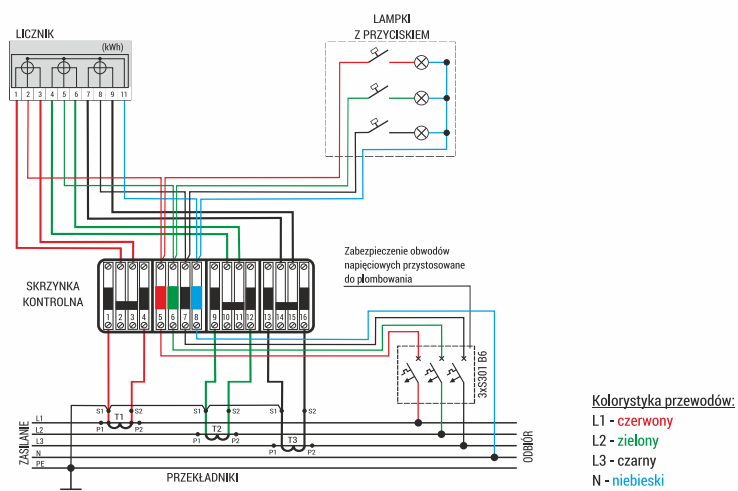 LICZNIK
(kWh)
1 2 3 4 5 6 7 8 9 11
LAMPKI
Z PRZYCISKIEM
SKRZYNKA
KONTROLNA
1 2 3 4 5 6 7 8 9 10 11 12 13 14 15 16
Zabezpieczenie obwodów
napięciowych przystosowane
do plombowania
3xS301 B6
ZASILANIE
L1
L2
L3
N
PE
S1 T1 S2
P1 P2
S1 S2
T2
P1 P2
S1 S2
T3
P1 P2
PRZEKŁADNIKI
ODBIÓR
Kolorystyka przewodów:
L1 - czerwony
L2 - zielony
L3 - czarny
N - niebieski